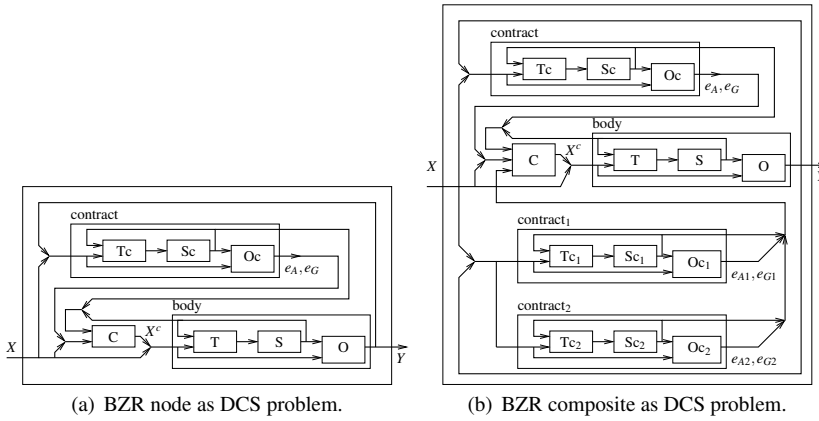 contract
Tc Sc Oc
e_A, e_G
body
X
C
X^c
T S O
Y
(a) BZR node as DCS problem.
contract
Tc Sc Oc
e_A, e_G
body
X
C
X^c
T S O
contract_1
Tc_1 Sc_1 Oc_1
e_A1, e_G1
contract_2
Tc_2 Sc_2 Oc_2
e_A2, e_G2
(b) BZR composite as DCS problem.